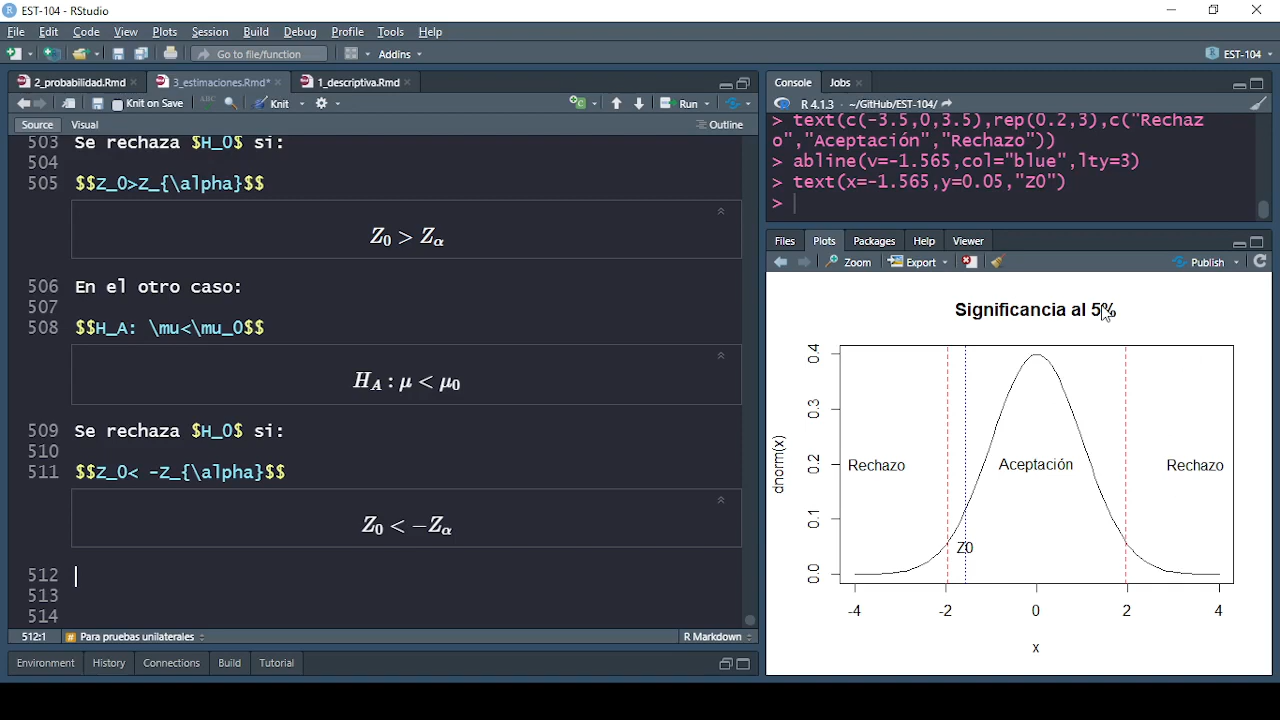 EST-104 - RStudio
File Edit Code View Plots Session Build Debug Profile Tools Help
Go to file/function Addins EST-104
2_probabilidad.Rmd 3_estimaciones.Rmd* 1_descriptiva.Rmd
Knit on Save ABC Knit Run
Source Visual Outline
503 Se rechaza $H_0$ si:
504
505 $$Z_0>Z_{\alpha}$$
Z0 > Zα
506 En el otro caso:
507
508 $$H_A: \mu<\mu_0$$
HA : μ < μ0
509 Se rechaza $H_0$ si:
510
511 $$Z_0< -Z_{\alpha}$$
Z0 < −Zα
512
513
514
512:1 # Para pruebas unilaterales R Markdown
Environment History Connections Build Tutorial
Console Jobs
R 4.1.3 · ~/GitHub/EST-104/
> text(c(-3.5,0,3.5),rep(0.2,3),c("Rechaz
o","Aceptación","Rechazo"))
> abline(v=-1.565,col="blue",lty=3)
> text(x=-1.565,y=0.05,"Z0")
>
Files Plots Packages Help Viewer
Zoom Export Publish
Significancia al 5%
dnorm(x)
0.4
0.3
0.2
0.1
0.0
Rechazo Aceptación Rechazo
Z0
-4 -2 0 2 4
x